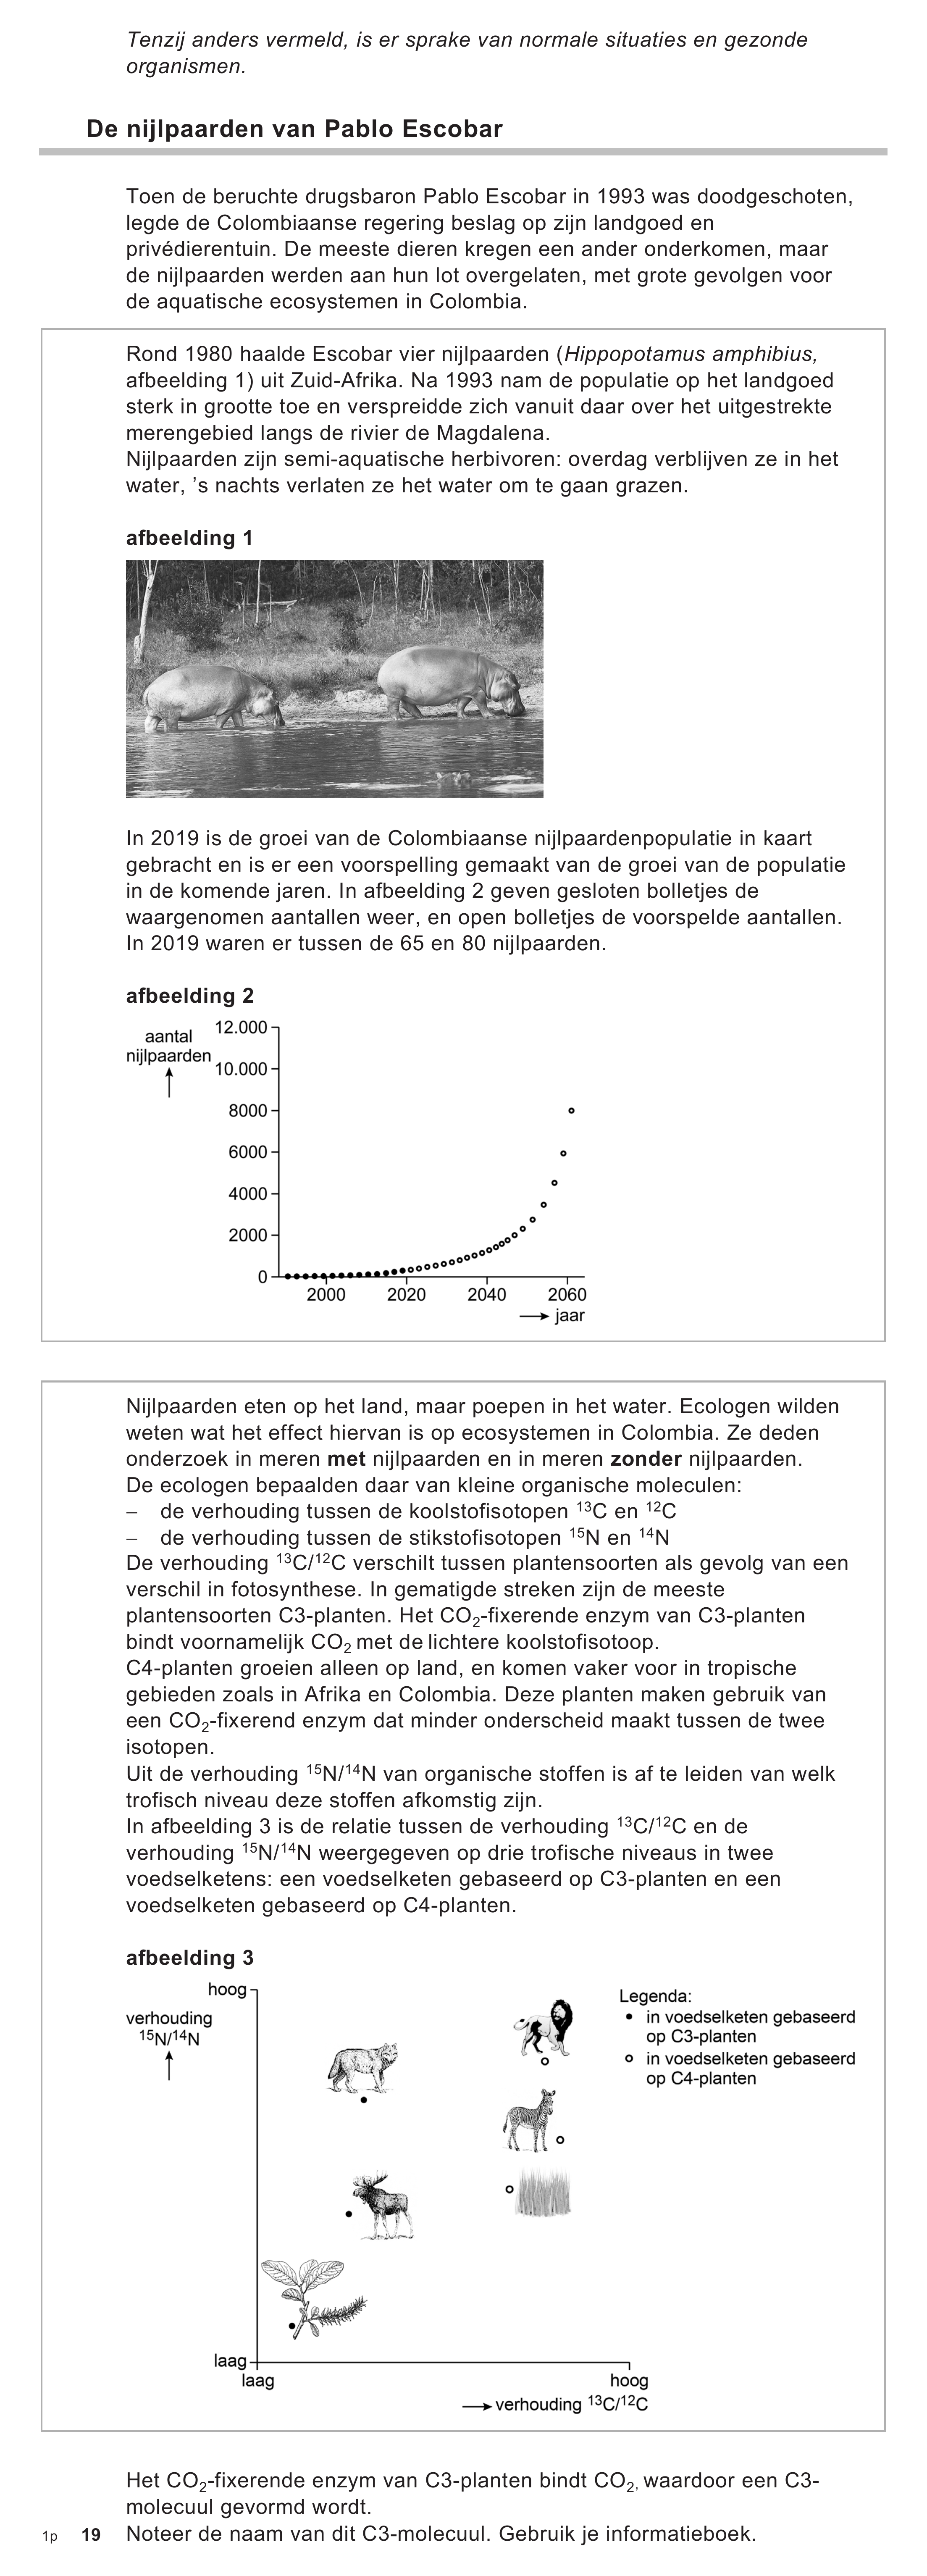 Tenzij anders vermeld, is er sprake van normale situaties en gezonde
organismen.
De nijlpaarden van Pablo Escobar
Toen de beruchte drugsbaron Pablo Escobar in 1993 was doodgeschoten,
legde de Colombiaanse regering beslag op zijn landgoed en
privédierentuin. De meeste dieren kregen een ander onderkomen, maar
de nijlpaarden werden aan hun lot overgelaten, met grote gevolgen voor
de aquatische ecosystemen in Colombia.
Rond 1980 haalde Escobar vier nijlpaarden (Hippopotamus amphibius,
afbeelding 1) uit Zuid-Afrika. Na 1993 nam de populatie op het landgoed
sterk in grootte toe en verspreidde zich vanuit daar over het uitgestrekte
merengebied langs de rivier de Magdalena.
Nijlpaarden zijn semi-aquatische herbivoren: overdag verblijven ze in het
water, ’s nachts verlaten ze het water om te gaan grazen.
afbeelding 1
In 2019 is de groei van de Colombiaanse nijlpaardenpopulatie in kaart
gebracht en is er een voorspelling gemaakt van de groei van de populatie
in de komende jaren. In afbeelding 2 geven gesloten bolletjes de
waargenomen aantallen weer, en open bolletjes de voorspelde aantallen.
In 2019 waren er tussen de 65 en 80 nijlpaarden.
afbeelding 2
aantal
nijlpaarden
12.000
10.000
8000
6000
4000
2000
0
2000 2020 2040 2060
jaar
Nijlpaarden eten op het land, maar poepen in het water. Ecologen wilden
weten wat het effect hiervan is op ecosystemen in Colombia. Ze deden
onderzoek in meren met nijlpaarden en in meren zonder nijlpaarden.
De ecologen bepaalden daar van kleine organische moleculen:
– de verhouding tussen de koolstofisotopen ¹³C en ¹²C
– de verhouding tussen de stikstofisotopen ¹⁵N en ¹⁴N
De verhouding ¹³C/¹²C verschilt tussen plantensoorten als gevolg van een
verschil in fotosynthese. In gematigde streken zijn de meeste
plantensoorten C3-planten. Het CO₂-fixerende enzym van C3-planten
bindt voornamelijk CO₂ met de lichtere koolstofisotoop.
C4-planten groeien alleen op land, en komen vaker voor in tropische
gebieden zoals in Afrika en Colombia. Deze planten maken gebruik van
een CO₂-fixerend enzym dat minder onderscheid maakt tussen de twee
isotopen.
Uit de verhouding ¹⁵N/¹⁴N van organische stoffen is af te leiden van welk
trofisch niveau deze stoffen afkomstig zijn.
In afbeelding 3 is de relatie tussen de verhouding ¹³C/¹²C en de
verhouding ¹⁵N/¹⁴N weergegeven op drie trofische niveaus in twee
voedselketens: een voedselketen gebaseerd op C3-planten en een
voedselketen gebaseerd op C4-planten.
afbeelding 3
hoog
verhouding
¹⁵N/¹⁴N
Legenda:
in voedselketen gebaseerd
op C3-planten
in voedselketen gebaseerd
op C4-planten
laag
laag hoog
verhouding ¹³C/¹²C
Het CO₂-fixerende enzym van C3-planten bindt CO₂, waardoor een C3-
molecuul gevormd wordt.
1p 19 Noteer de naam van dit C3-molecuul. Gebruik je informatieboek.